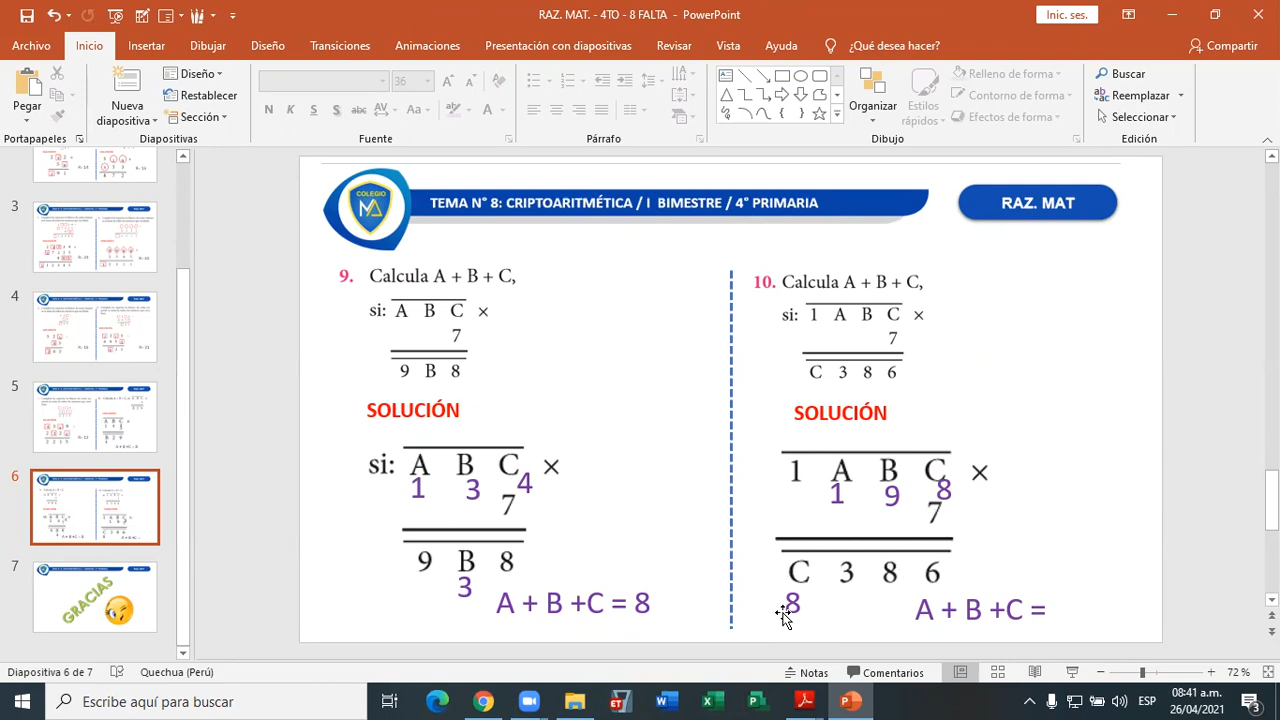 RAZ. MAT. - 4TO - 8 FALTA - PowerPoint
Inic. ses.
Archivo Inicio Insertar Dibujar Diseño Transiciones Animaciones Presentación con diapositivas Revisar Vista Ayuda ¿Qué desea hacer? Compartir
Pegar
Nueva diapositiva
Diseño
Restablecer
Sección
36
N K S S abc AV Aa A
Organizar
Estilos rápidos
Relleno de forma
Contorno de forma
Efectos de forma
Buscar
Reemplazar
Seleccionar
Portapapeles Diapositivas Fuente Párrafo Dibujo Edición
3
4
5
6
7
GRACIAS
COLEGIO
TEMA N° 8: CRIPTOARITMÉTICA / I BIMESTRE / 4° PRIMARIA
RAZ. MAT
9. Calcula A + B + C,
si: A B C ×
7
9 B 8
SOLUCIÓN
si: A B C ×
1 3 4
7
9 B 8
3
A + B +C = 8
10. Calcula A + B + C,
si: 1 A B C ×
7
C 3 8 6
SOLUCIÓN
1 A B C ×
1 9 8
7
C 3 8 6
8
A + B +C =
Diapositiva 6 de 7 Quechua (Perú) Notas Comentarios 72 %
Escribe aquí para buscar
ESP
08:41 a.m.
26/04/2021
3